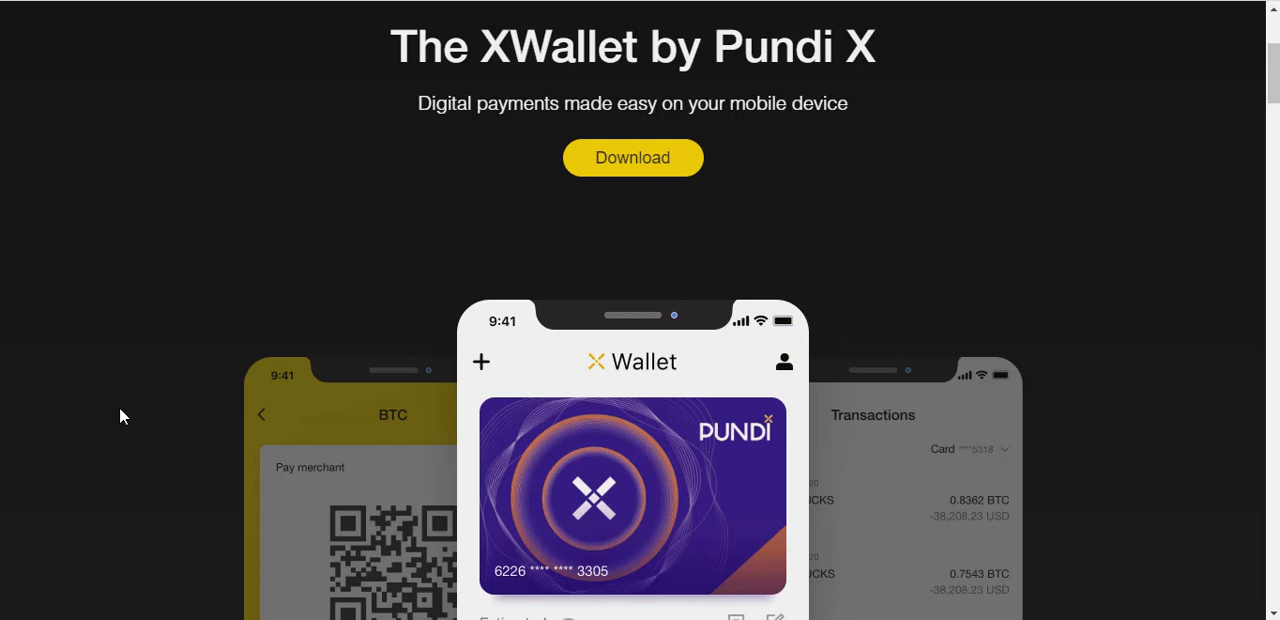 The XWallet by Pundi X
Digital payments made easy on your mobile device
Download
9:41
Wallet
PUNDI
6226 **** **** 3305
9:41
BTC
Pay merchant
Transactions
Card ****5318
20
0.8362 BTC
-38,208.23 USD
20
0.7543 BTC
-38,208.23 USD